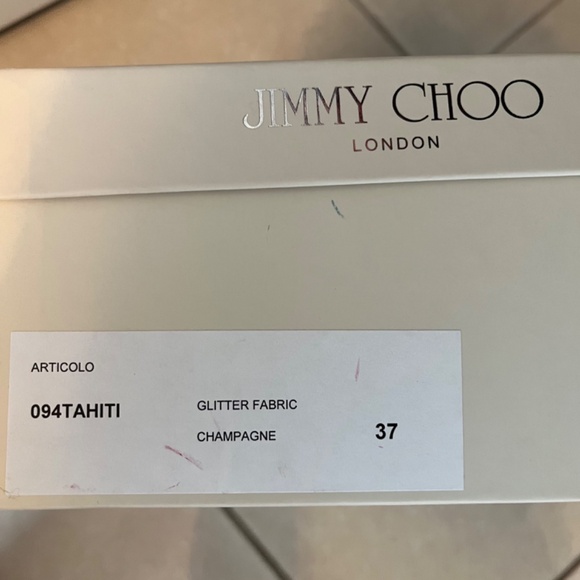 JIMMY CHOO
LONDON
ARTICOLO
094TAHITI
GLITTER FABRIC
CHAMPAGNE
37